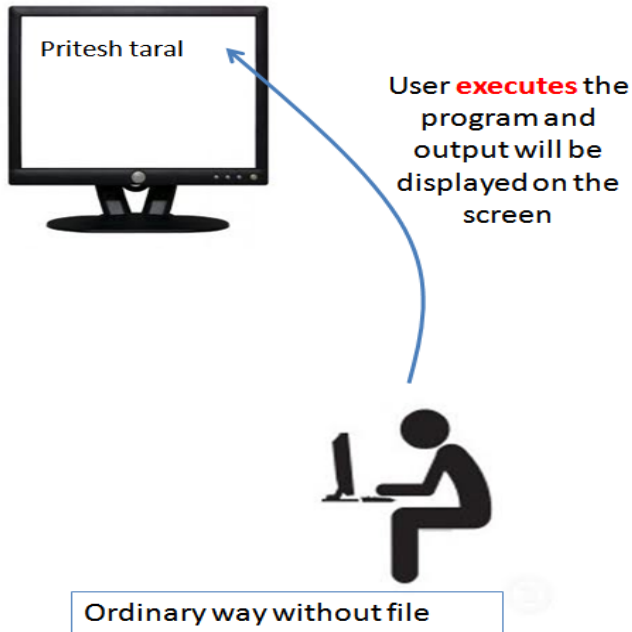 Pritesh taral
User executes the
program and
output will be
displayed on the
screen
Ordinary way without file